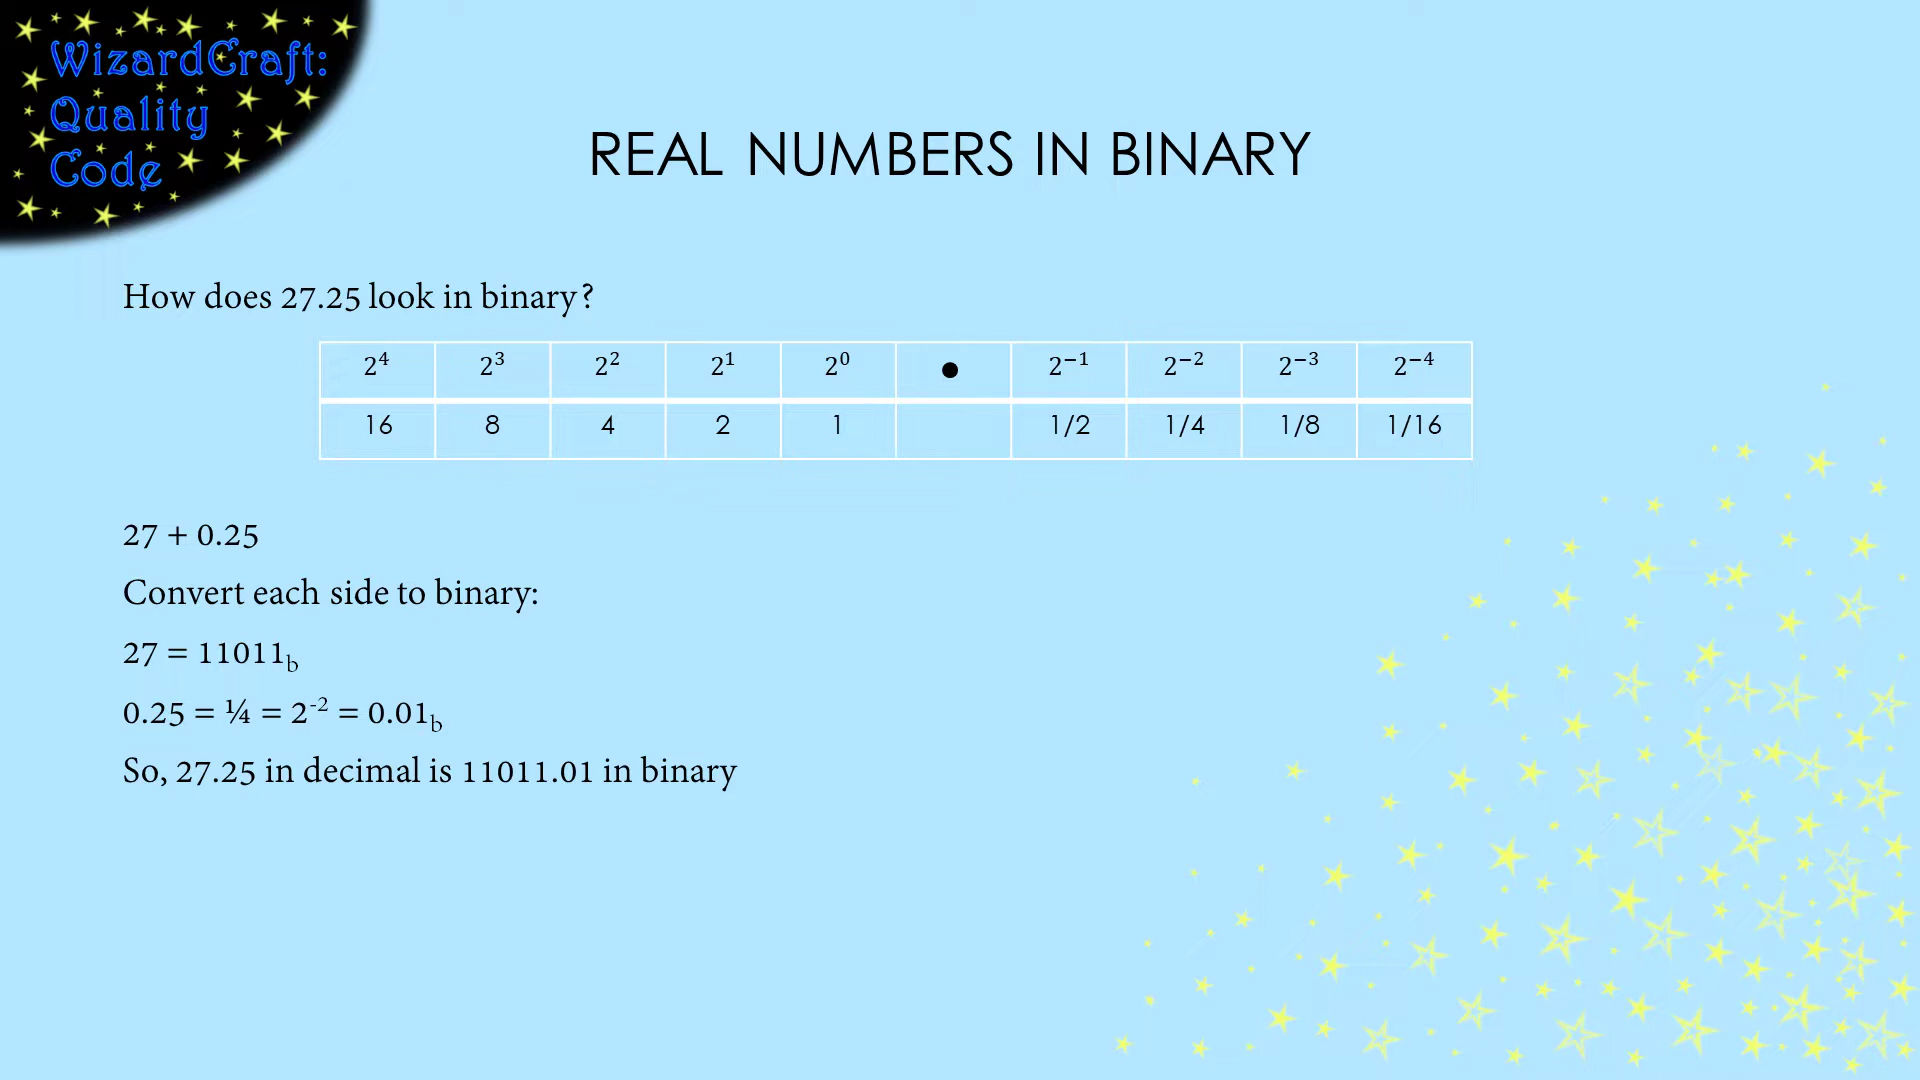 WizardCraft:
Quality
Code
REAL NUMBERS IN BINARY
How does 27.25 look in binary?
2⁴ 2³ 2² 2¹ 2⁰ ● 2⁻¹ 2⁻² 2⁻³ 2⁻⁴
16 8 4 2 1 1/2 1/4 1/8 1/16
27 + 0.25
Convert each side to binary:
27 = 11011b
0.25 = ¼ = 2⁻² = 0.01b
So, 27.25 in decimal is 11011.01 in binary